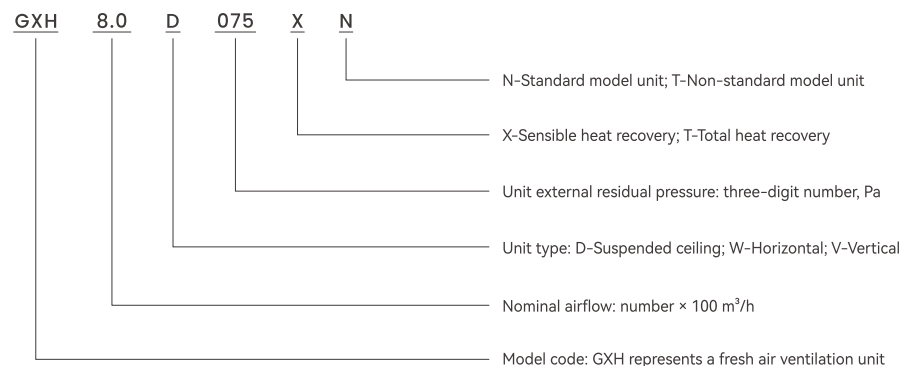 GXH 8.0 D 075 X N
N-Standard model unit; T-Non-standard model unit
X-Sensible heat recovery; T-Total heat recovery
Unit external residual pressure: three-digit number, Pa
Unit type: D-Suspended ceiling; W-Horizontal; V-Vertical
Nominal airflow: number × 100 m³/h
Model code: GXH represents a fresh air ventilation unit